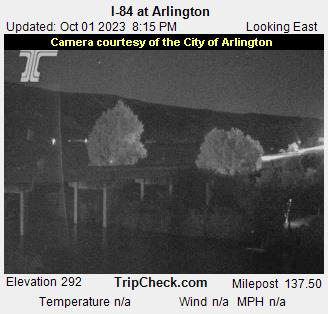 I-84 at Arlington
Updated: Oct 01 2023 8:15 PM Looking East
Camera courtesy of the City of Arlington
Elevation 292 TripCheck.com Milepost 137.50
Temperature n/a Wind n/a MPH n/a